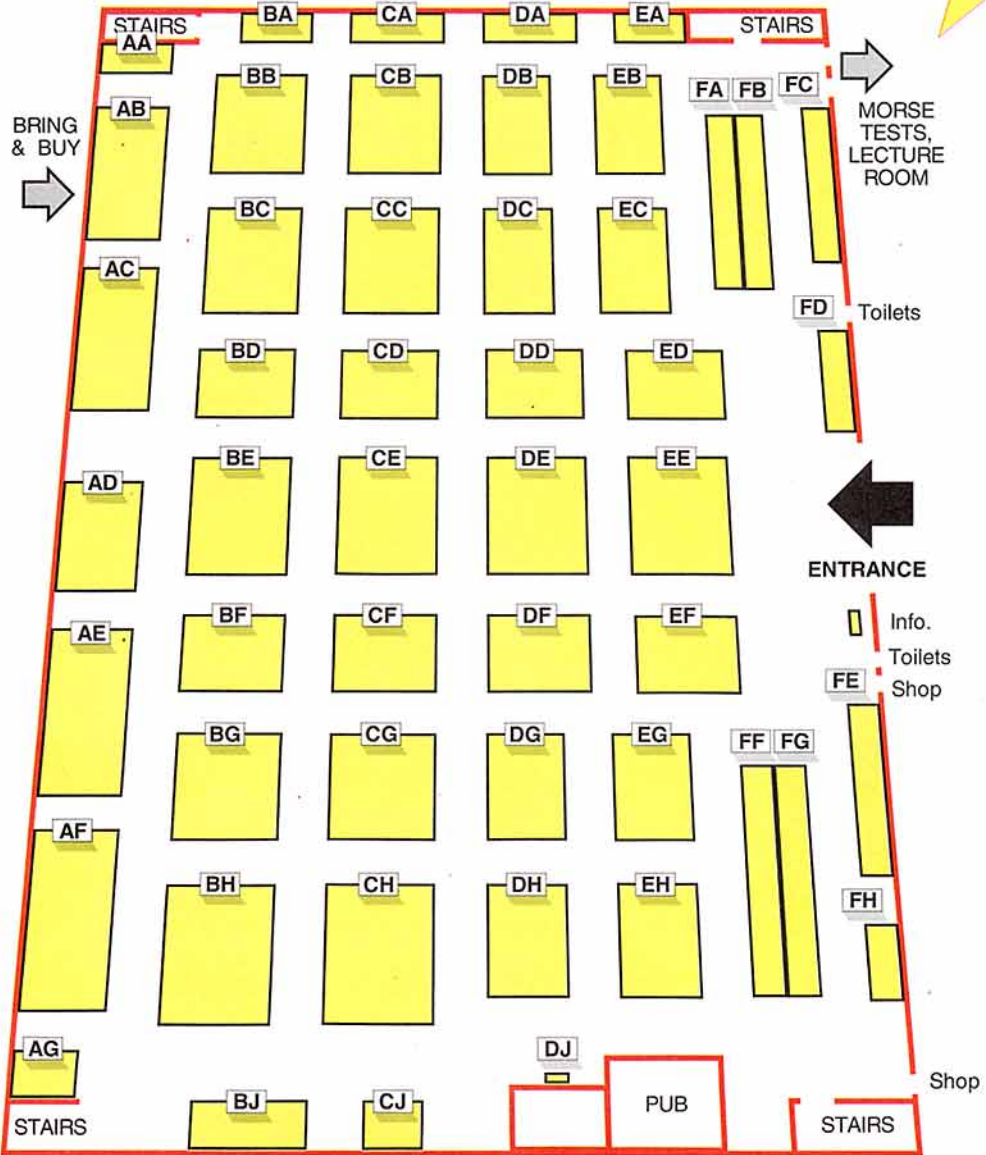 STAIRS
BA
CA
DA
EA
STAIRS
AA
BB
CB
DB
EB
FA
FB
FC
AB
BRING
& BUY
MORSE
TESTS,
LECTURE
ROOM
BC
CC
DC
EC
AC
FD
Toilets
BD
CD
DD
ED
BE
CE
DE
EE
AD
ENTRANCE
BF
CF
DF
EF
Info.
AE
Toilets
FE
Shop
BG
CG
DG
EG
FF
FG
AF
BH
CH
DH
EH
FH
AG
DJ
Shop
BJ
CJ
PUB
STAIRS
STAIRS